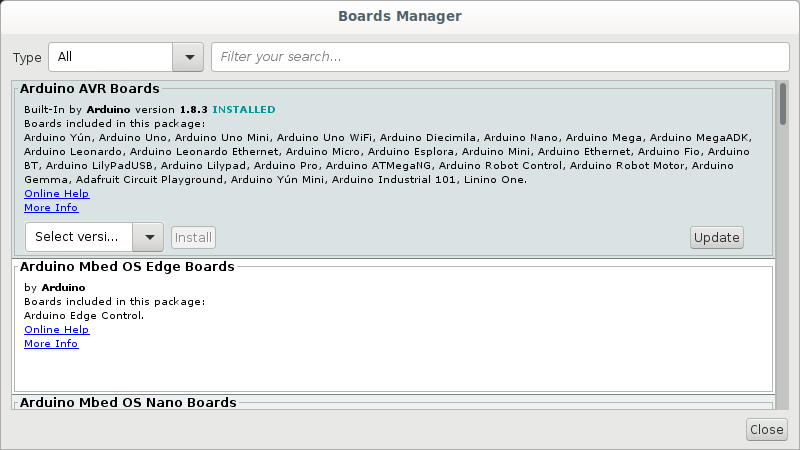 Boards Manager
Type All Filter your search...
Arduino AVR Boards
Built-In by Arduino version 1.8.3 INSTALLED
Boards included in this package:
Arduino Yún, Arduino Uno, Arduino Uno Mini, Arduino Uno WiFi, Arduino Diecimila, Arduino Nano, Arduino Mega, Arduino MegaADK,
Arduino Leonardo, Arduino Leonardo Ethernet, Arduino Micro, Arduino Esplora, Arduino Mini, Arduino Ethernet, Arduino Fio, Arduino
BT, Arduino LilyPadUSB, Arduino Lilypad, Arduino Pro, Arduino ATMegaNG, Arduino Robot Control, Arduino Robot Motor, Arduino
Gemma, Adafruit Circuit Playground, Arduino Yún Mini, Arduino Industrial 101, Linino One.
Online Help
More Info
Select versi... Install Update
Arduino Mbed OS Edge Boards
by Arduino
Boards included in this package:
Arduino Edge Control.
Online Help
More Info
Arduino Mbed OS Nano Boards
Close